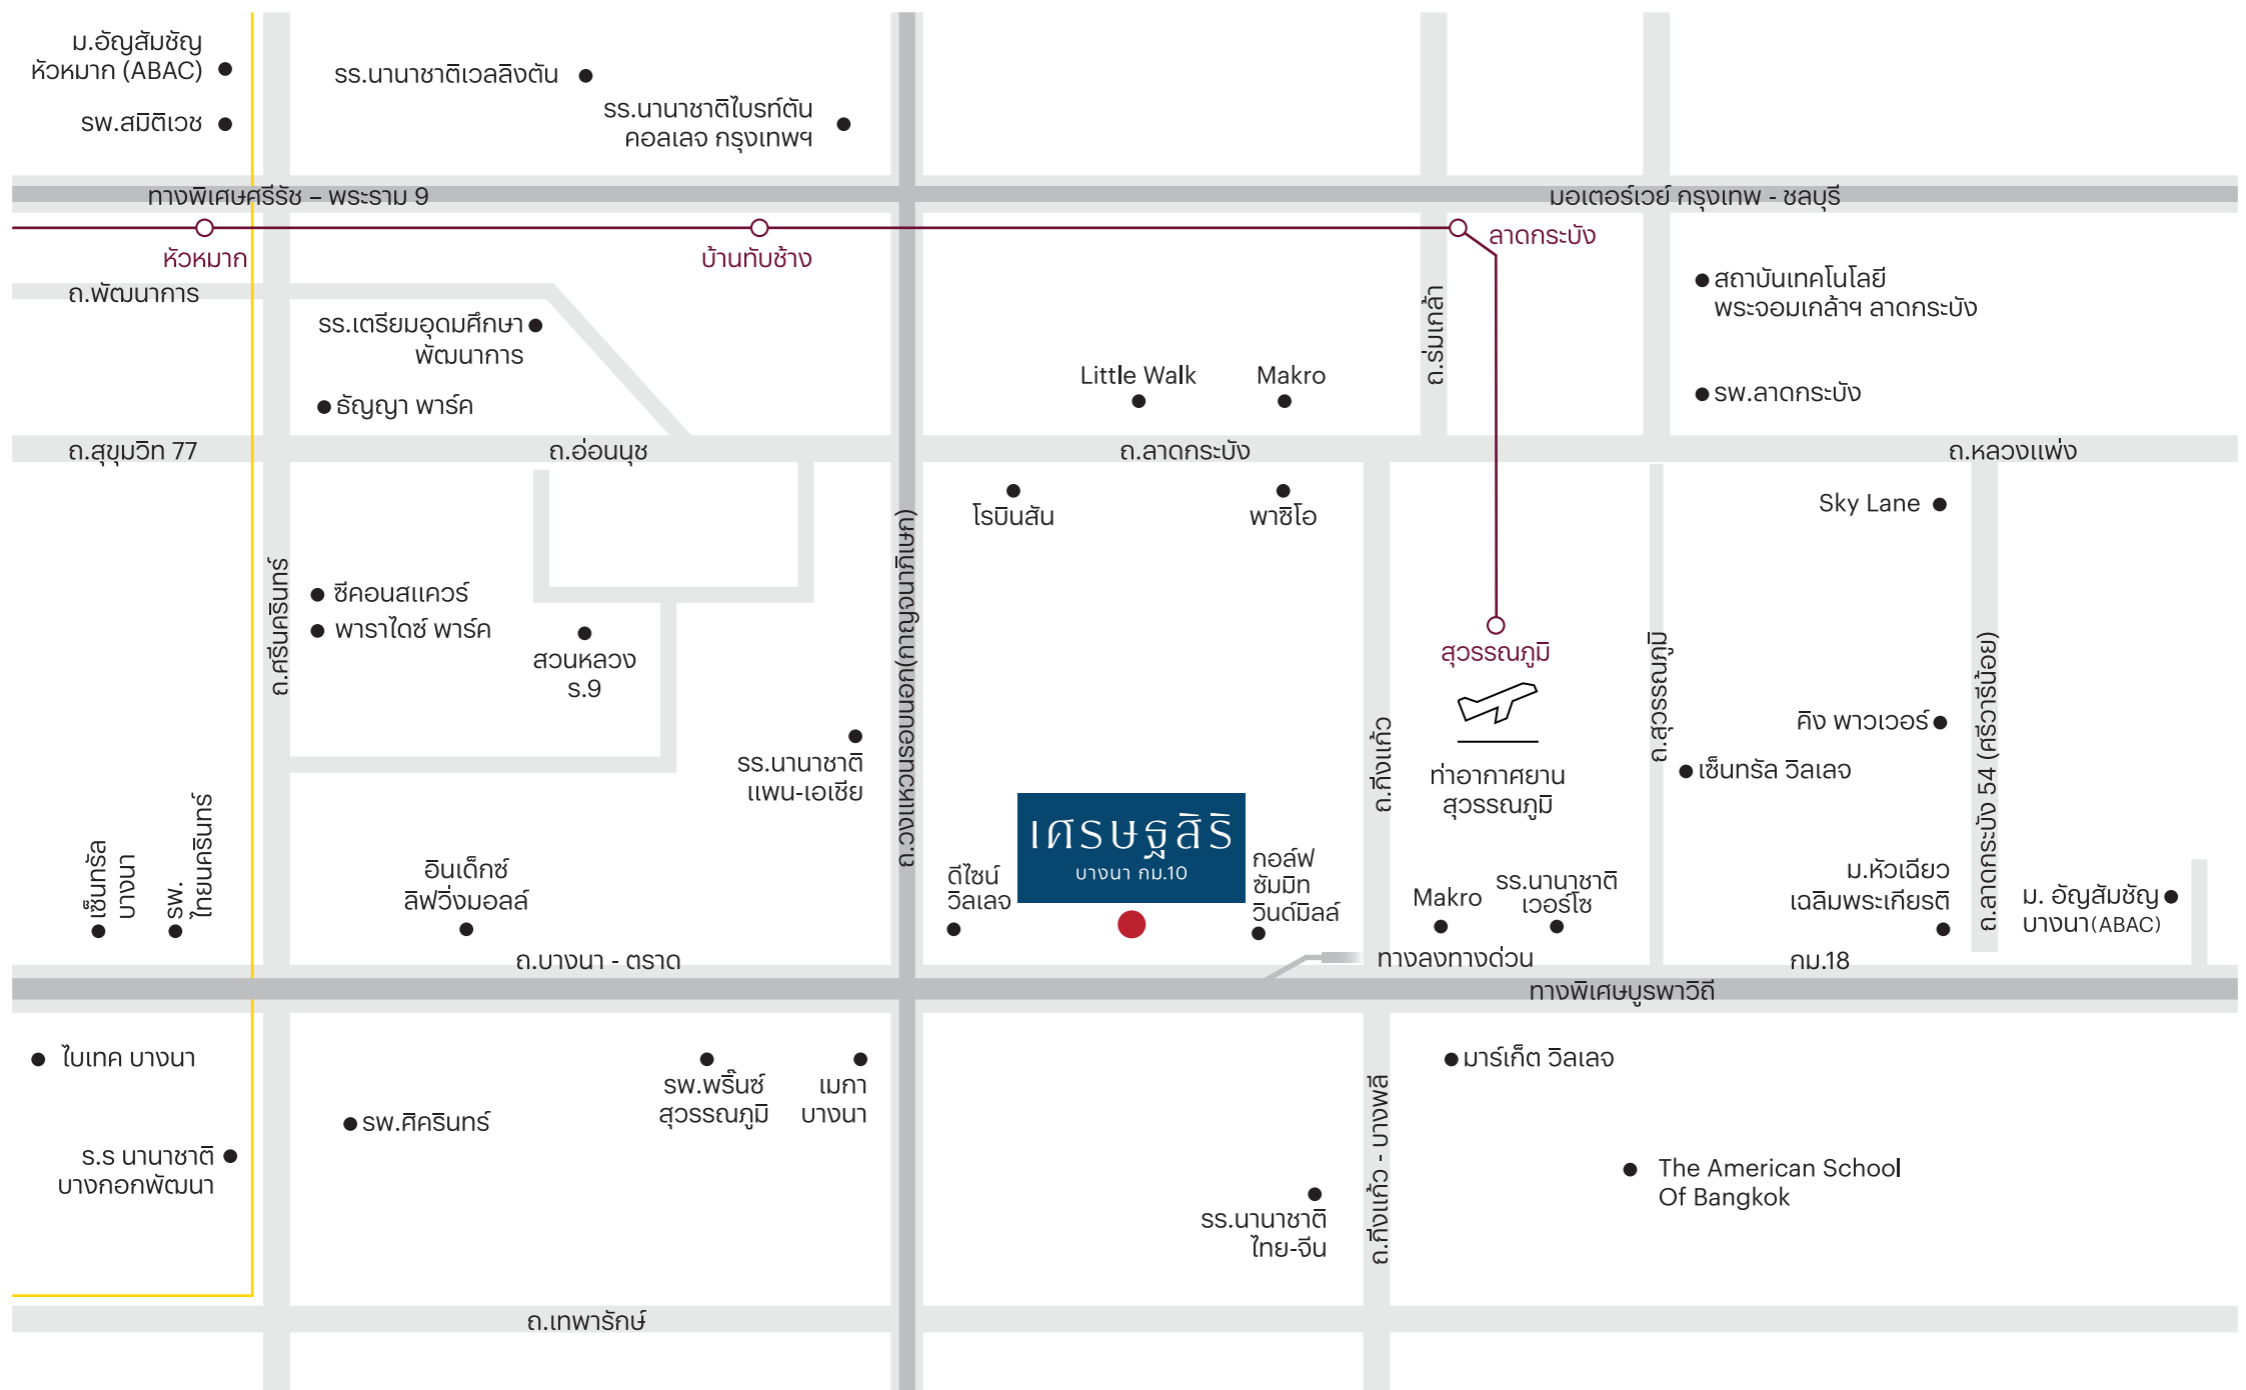 ม.อัญสัมชัญ
หัวหมาก (ABAC)
รพ.สมิติเวช
รร.นานาชาติเวลลิงตัน
รร.นานาชาติไบรท์ตัน
คอลเลจ กรุงเทพฯ
ทางพิเศษศรีรัช – พระราม 9
มอเตอร์เวย์ กรุงเทพ - ชลบุรี
หัวหมาก
บ้านทับช้าง
ลาดกระบัง
ถ.พัฒนาการ
รร.เตรียมอุดมศึกษา
พัฒนาการ
ธัญญา พาร์ค
Little Walk
Makro
ถ.ร่มเกล้า
สถาบันเทคโนโลยี
พระจอมเกล้าฯ ลาดกระบัง
รพ.ลาดกระบัง
ถ.สุขุมวิท 77
ถ.อ่อนนุช
ถ.ลาดกระบัง
ถ.หลวงแพ่ง
โรบินสัน
พาซิโอ
Sky Lane
ถ.ศรีนครินทร์
ซีคอนสแควร์
พาราไดซ์ พาร์ค
สวนหลวง
ร.9
ถ.วงแหวนรอบนอก(กาญจนาภิเษก)
รร.นานาชาติ
แพน-เอเชีย
สุวรรณภูมิ
ท่าอากาศยาน
สุวรรณภูมิ
ถ.กิ่งแก้ว
ถ.สุวรรณภูมิ
คิง พาวเวอร์
เซ็นทรัล วิลเลจ
ถ.ลาดกระบัง 54 (ศรีวารีน้อย)
เซ็นทรัล
บางนา
รพ.
ไทยนครินทร์
อินเด็กซ์
ลิฟวิ่งมอลล์
ดีไซน์
วิลเลจ
เศรษฐสิริ
บางนา กม.10
กอล์ฟ
ซัมมิท
วินด์มิลล์
Makro
รร.นานาชาติ
เวอร์โซ
ม.หัวเฉียว
เฉลิมพระเกียรติ
ม. อัญสัมชัญ
บางนา(ABAC)
ถ.บางนา - ตราด
ทางลงทางด่วน
กม.18
ทางพิเศษบูรพาวิถี
ไบเทค บางนา
รพ.ศิครินทร์
รพ.พริ๊นซ์
สุวรรณภูมิ
เมกา
บางนา
มาร์เก็ต วิลเลจ
ร.ร นานาชาติ
บางกอกพัฒนา
รร.นานาชาติ
ไทย-จีน
ถ.กิ่งแก้ว - บางพลี
The American School
Of Bangkok
ถ.เทพารักษ์